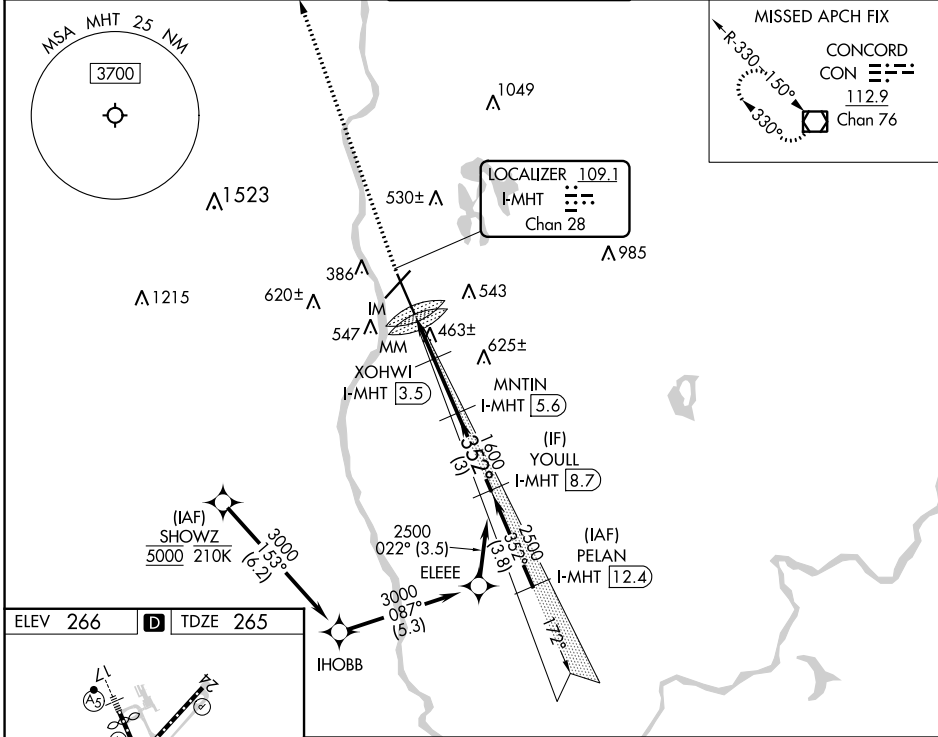 MSA MHT 25 NM
3700
1049
MISSED APCH FIX
R-330
150°
330°
CONCORD
CON
112.9
Chan 76
LOCALIZER 109.1
I-MHT
Chan 28
1523
530±
985
386
1215
620±
543
IM
547
463±
MM
625±
XOHWI
I-MHT 3.5
MNTIN
I-MHT 5.6
352°
1600
(3)
(IF)
YOULL
I-MHT 8.7
(IAF)
SHOWZ
5000 210K
3000
153°
(6.2)
2500
022° (3.5)
ELEEE
2500
352°
(3.8)
(IAF)
PELAN
I-MHT 12.4
3000
087°
(5.3)
172°
IHOBB
ELEV 266 D TDZE 265
17
24
A5
P